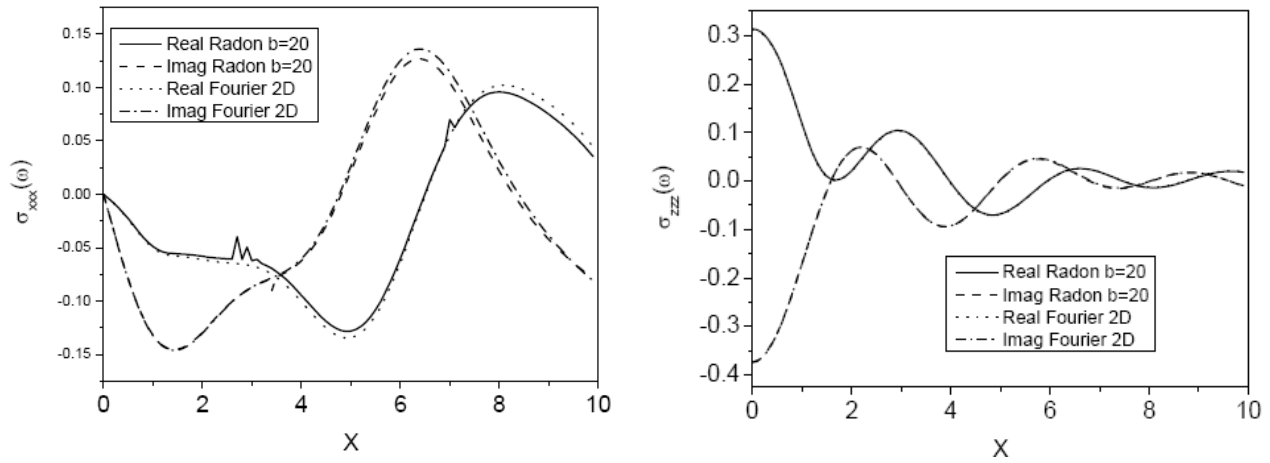 0.15
0.10
0.05
0.00
-0.05
-0.10
-0.15
σxxx(ω)
Real Radon b=20
Imag Radon b=20
Real Fourier 2D
Imag Fourier 2D
0 2 4 6 8 10
X
0.3
0.2
0.1
0.0
-0.1
-0.2
-0.3
-0.4
σzzz(ω)
Real Radon b=20
Imag Radon b=20
Real Fourier 2D
Imag Fourier 2D
0 2 4 6 8 10
X